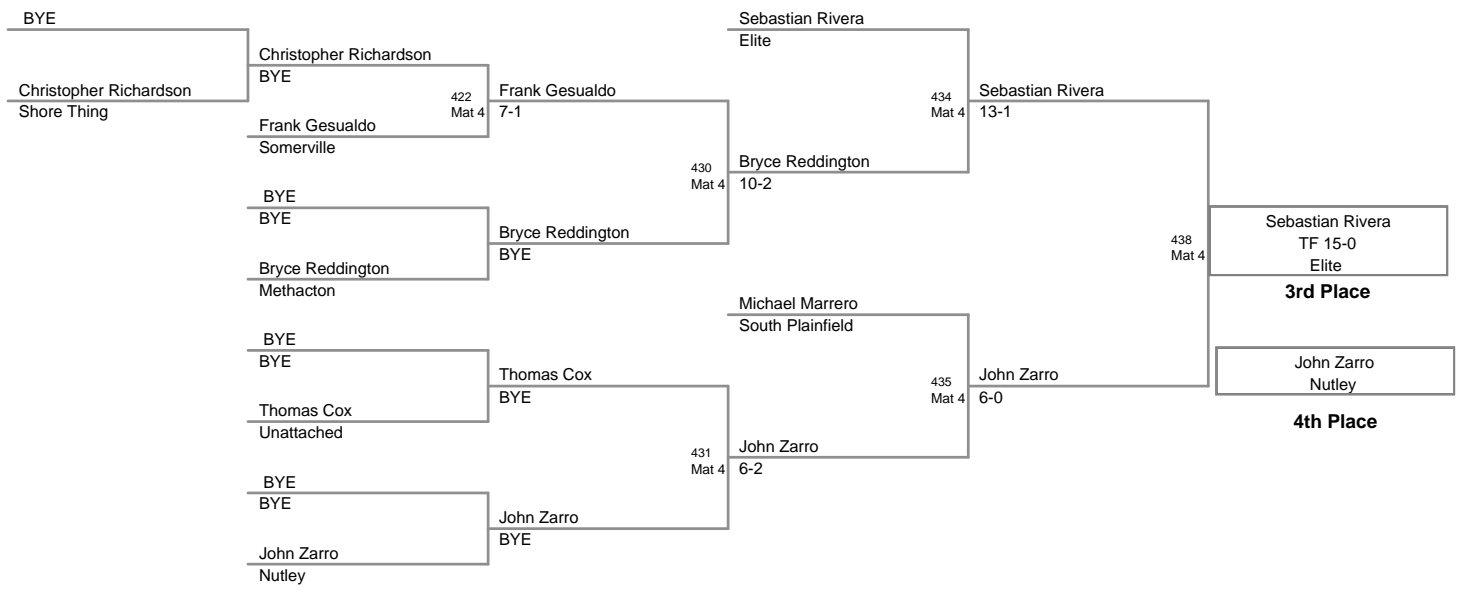 BYE
Christopher Richardson
Shore Thing
Christopher Richardson
BYE
Frank Gesualdo
Somerville
BYE
BYE
Bryce Reddington
Methacton
BYE
BYE
Thomas Cox
Unattached
BYE
BYE
John Zarro
Nutley
422
Mat 4
Frank Gesualdo
7-1
Bryce Reddington
BYE
Thomas Cox
BYE
John Zarro
BYE
430
Mat 4
431
Mat 4
Sebastian Rivera
Elite
Bryce Reddington
10-2
Michael Marrero
South Plainfield
John Zarro
6-2
434
Mat 4
435
Mat 4
Sebastian Rivera
13-1
John Zarro
6-0
438
Mat 4
Sebastian Rivera
TF 15-0
Elite
3rd Place
John Zarro
Nutley
4th Place